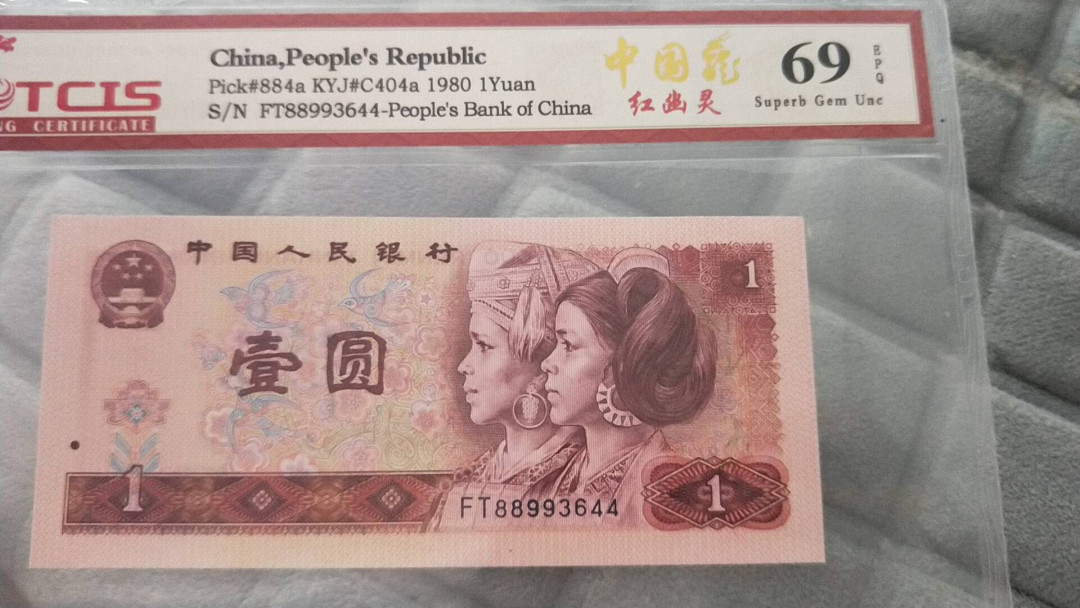 China,People's Republic
Pick#884a KYJ#C404a 1980 1Yuan
S/N FT88993644-People's Bank of China
TCIS
NG CERTIFICATE
中国龙
红幽灵
69
EPQ
Superb Gem Unc
中国人民银行
1
壹圆
1
FT88993644
1